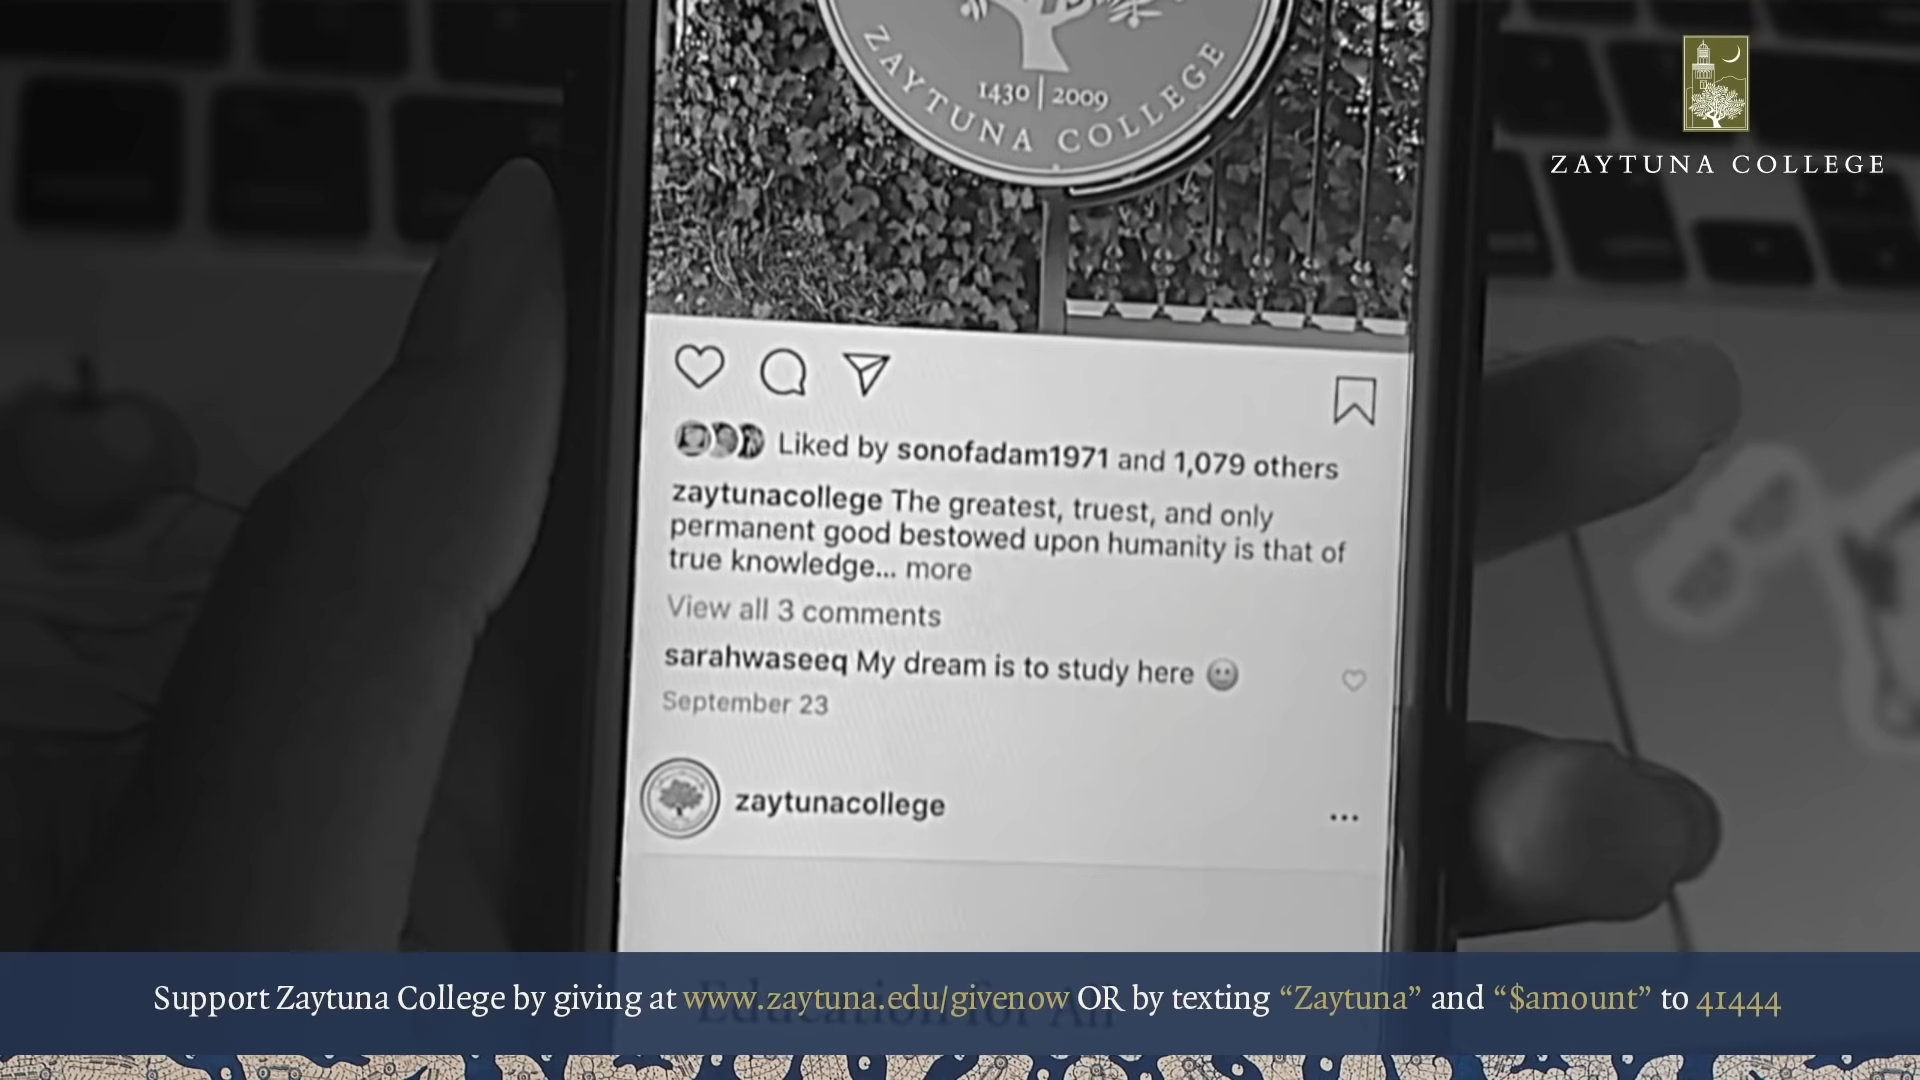 ZAYTUNA COLLEGE
1430 | 2009
ZAYTUNA COLLEGE
Liked by sonofadam1971 and 1,079 others
zaytunacollege The greatest, truest, and only
permanent good bestowed upon humanity is that of
true knowledge... more
View all 3 comments
sarahwaseeq My dream is to study here 🙂
September 23
zaytunacollege
Education for All
Support Zaytuna College by giving at www.zaytuna.edu/givenow OR by texting “Zaytuna” and “$amount” to 41444